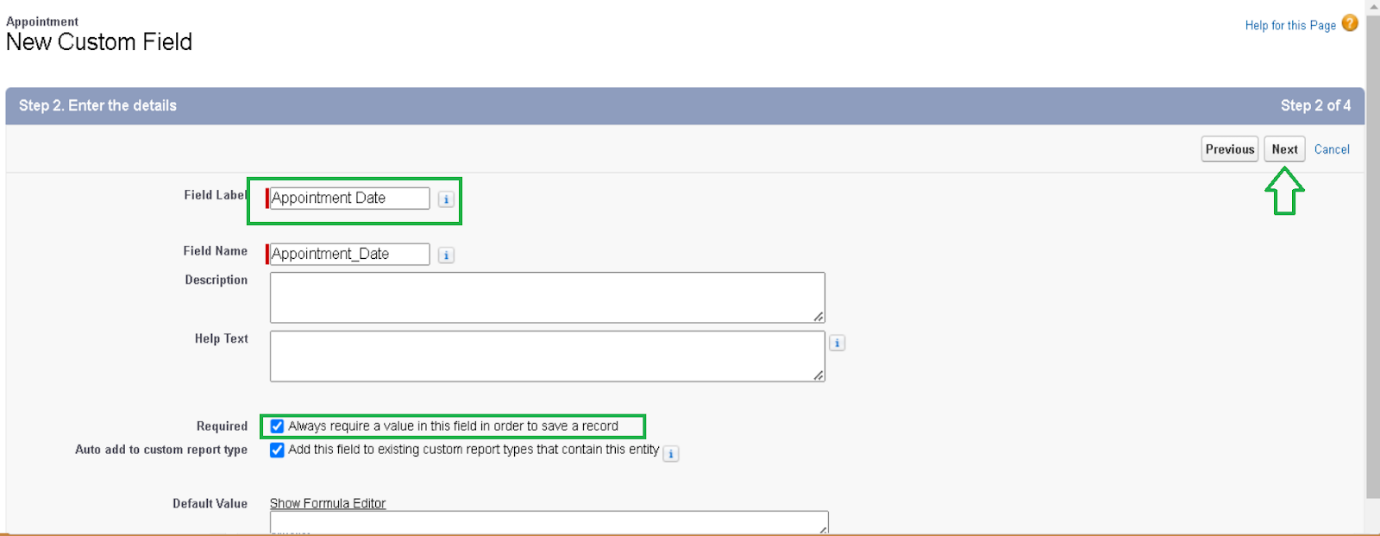 Appointment
New Custom Field
Help for this Page
Step 2. Enter the details
Step 2 of 4
Previous Next Cancel
Field Label Appointment Date
Field Name Appointment_Date
Description
Help Text
Required Always require a value in this field in order to save a record
Auto add to custom report type Add this field to existing custom report types that contain this entity
Default Value Show Formula Editor